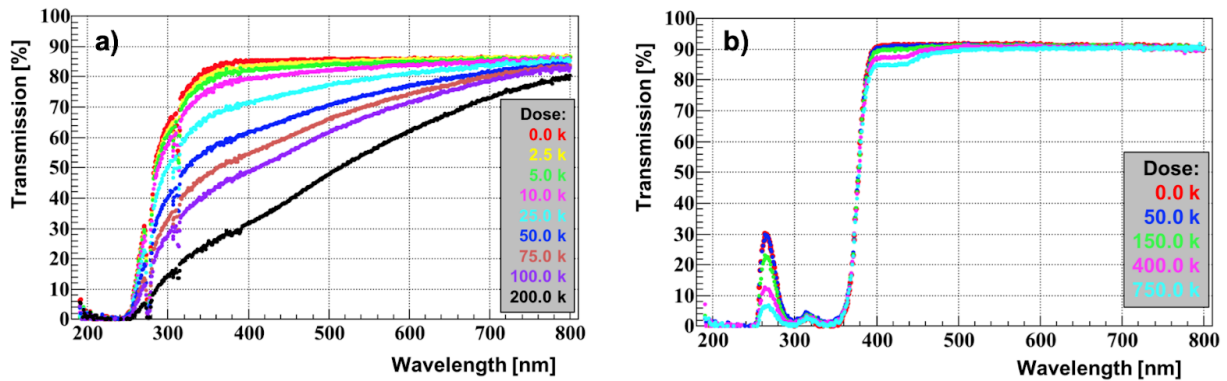 a)
Transmission [%]
100
90
80
70
60
50
40
30
20
10
0
200 300 400 500 600 700 800
Wavelength [nm]
Dose:
0.0 k
2.5 k
5.0 k
10.0 k
25.0 k
50.0 k
75.0 k
100.0 k
200.0 k
b)
Transmission [%]
100
90
80
70
60
50
40
30
20
10
0
200 300 400 500 600 700 800
Wavelength [nm]
Dose:
0.0 k
50.0 k
150.0 k
400.0 k
750.0 k